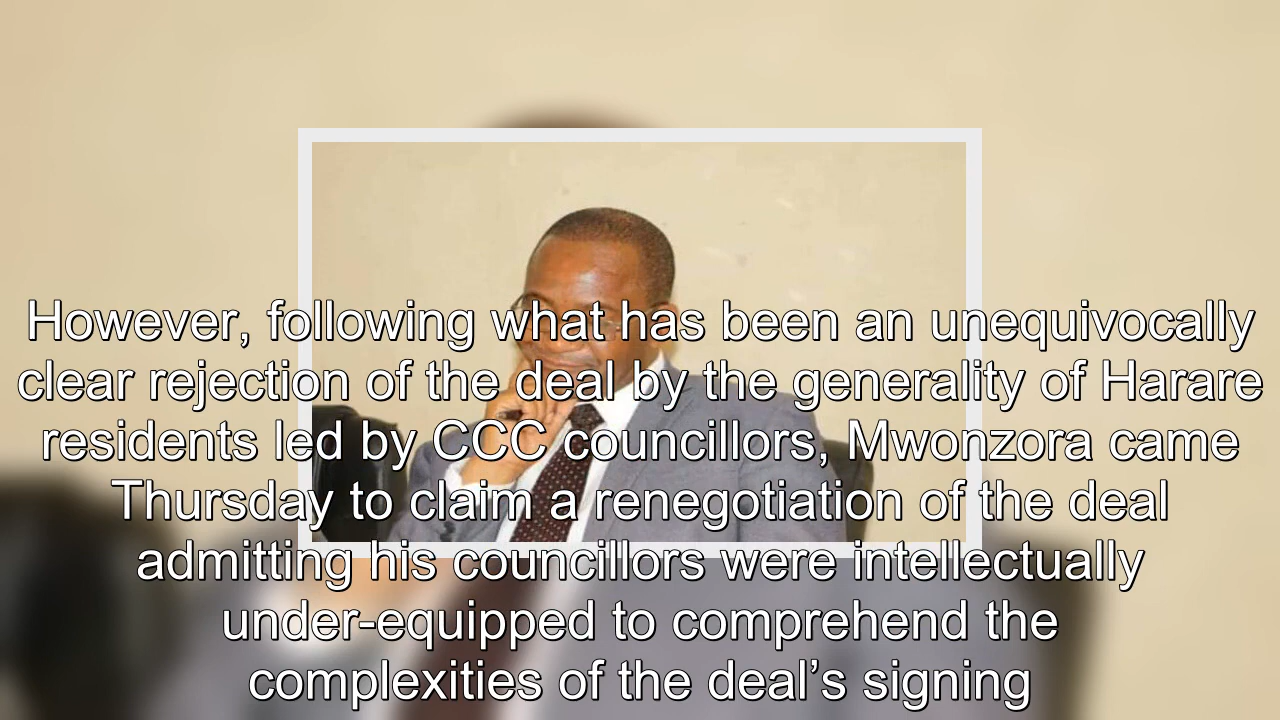 However, following what has been an unequivocally
clear rejection of the deal by the generality of Harare
residents led by CCC councillors, Mwonzora came
Thursday to claim a renegotiation of the deal
admitting his councillors were intellectually
under-equipped to comprehend the
complexities of the deal’s signing